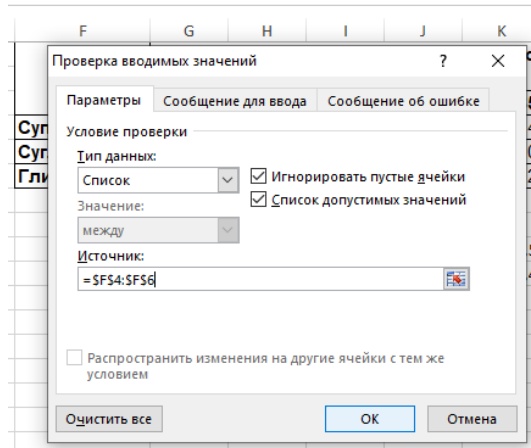 F G H I J K
Проверка вводимых значений ?
Параметры Сообщение для ввода Сообщение об ошибке
Условие проверки
Тип данных:
Список Игнорировать пустые ячейки
Значение: Список допустимых значений
между
Источник:
=$F$4:$F$6
Распространить изменения на другие ячейки с тем же
условием
Очистить все ОК Отмена